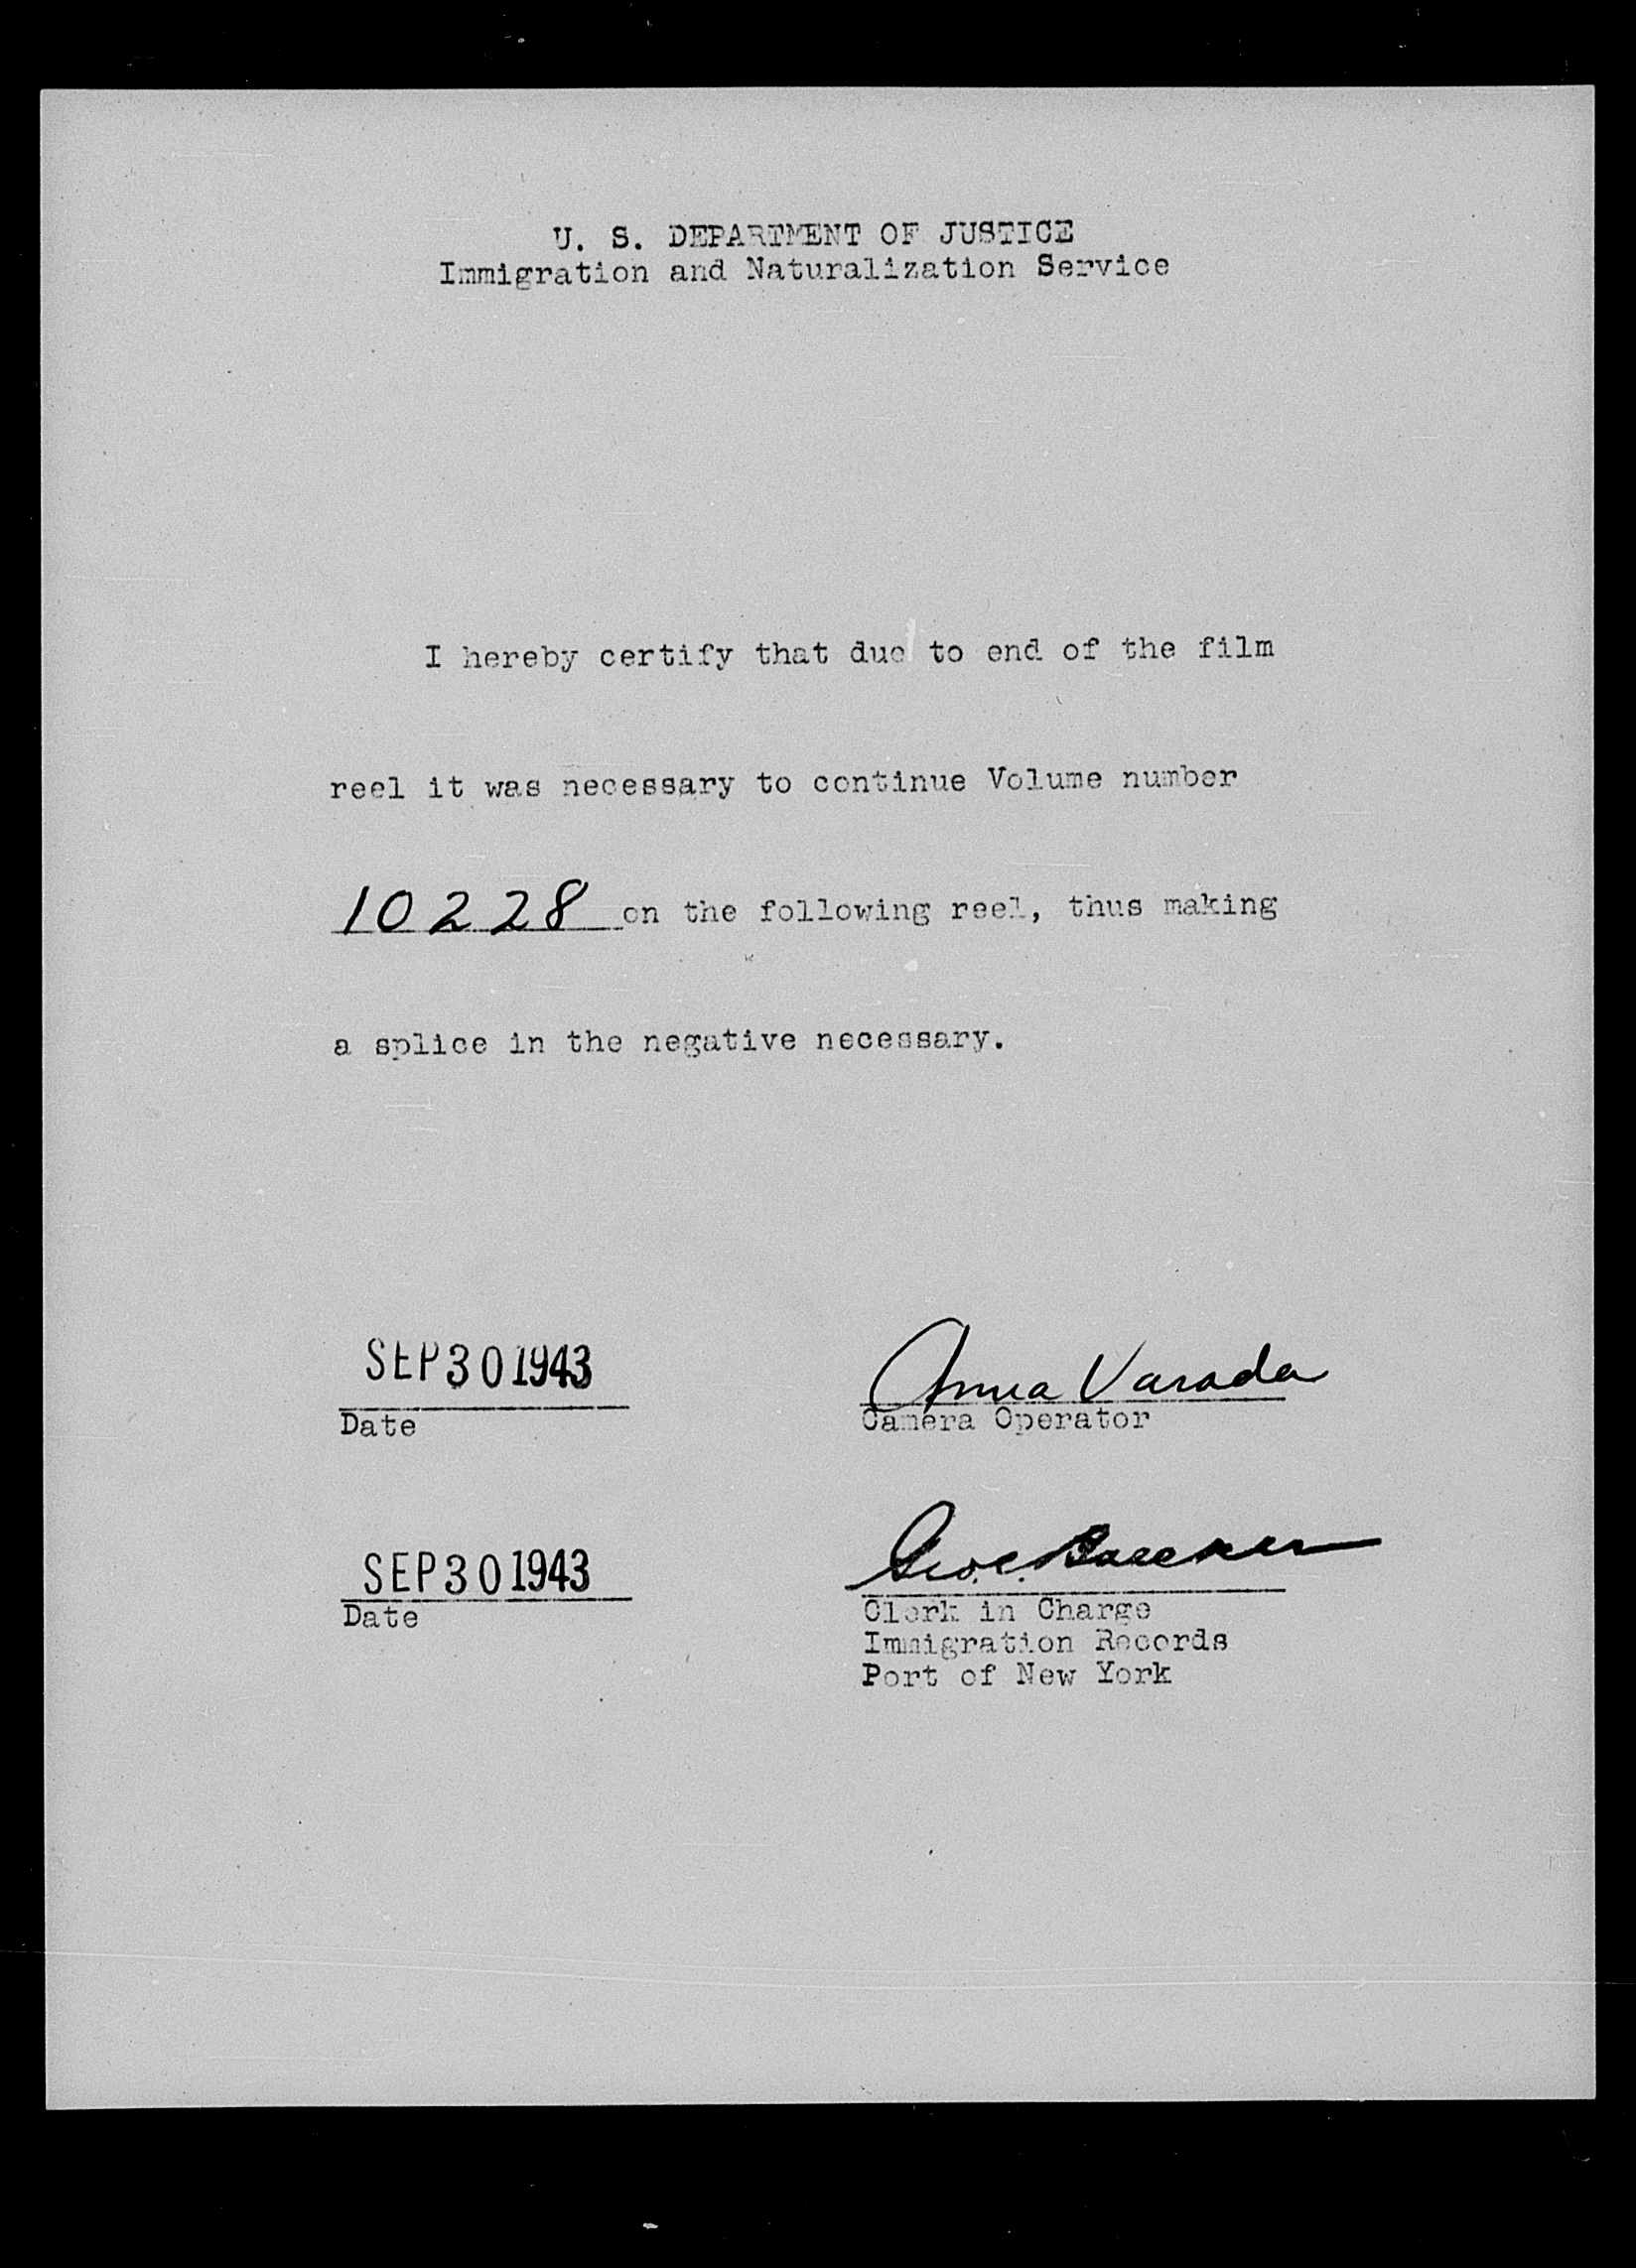 U. S. DEPARTMENT OF JUSTICE
Immigration and Naturalization Service
I hereby certify that due to end of the film
reel it was necessary to continue Volume number
10228 on the following reel, thus making
a splice in the negative necessary.
SEP 30 1943
Anna Varada
Date
Camera Operator
SEP 30 1943
Geo. C.
Date
Clerk in Charge
Immigration Records
Port of New York